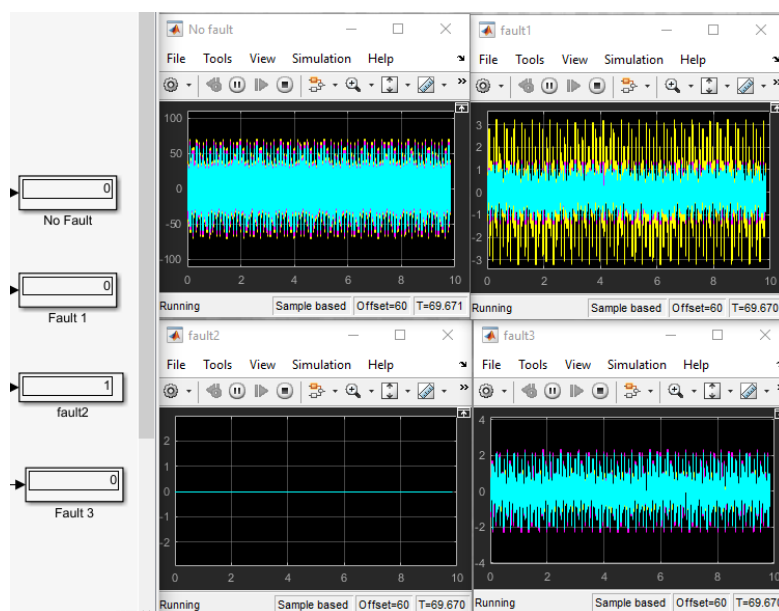 0
No Fault
0
Fault 1
1
fault2
0
Fault 3
No fault
File Tools View Simulation Help
»
100
50
0
-50
-100
0 2 4 6 8 10
Running Sample based Offset=60 T=69.671
fault1
File Tools View Simulation Help
»
3
2
1
0
-1
-2
-3
0 2 4 6 8 10
Running Sample based Offset=60 T=69.670
fault2
File Tools View Simulation Help
»
2
1
0
-1
-2
0 2 4 6 8 10
Running Sample based Offset=60 T=69.670
fault3
File Tools View Simulation Help
»
4
2
0
-2
-4
0 2 4 6 8 10
Running Sample based Offset=60 T=69.670